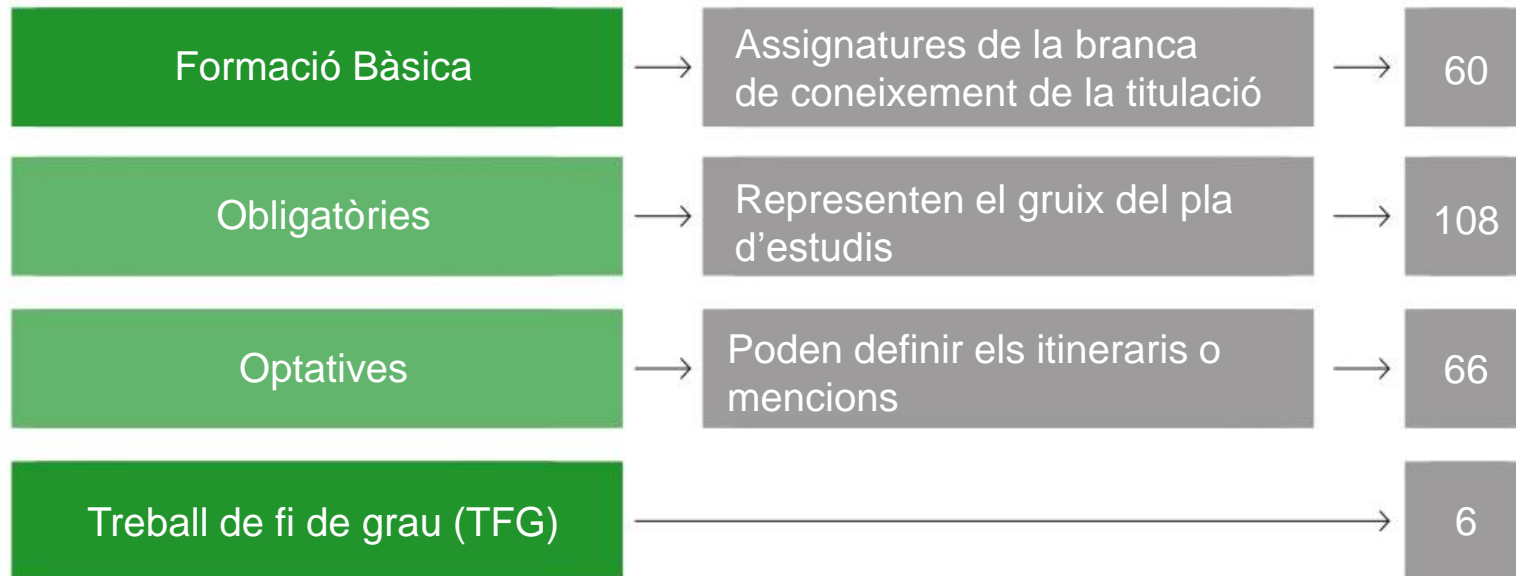 Formació Bàsica
Assignatures de la branca
de coneixement de la titulació
60
Obligatòries
Representen el gruix del pla
d’estudis
108
Optatives
Poden definir els itineraris o
mencions
66
Treball de fi de grau (TFG)
6